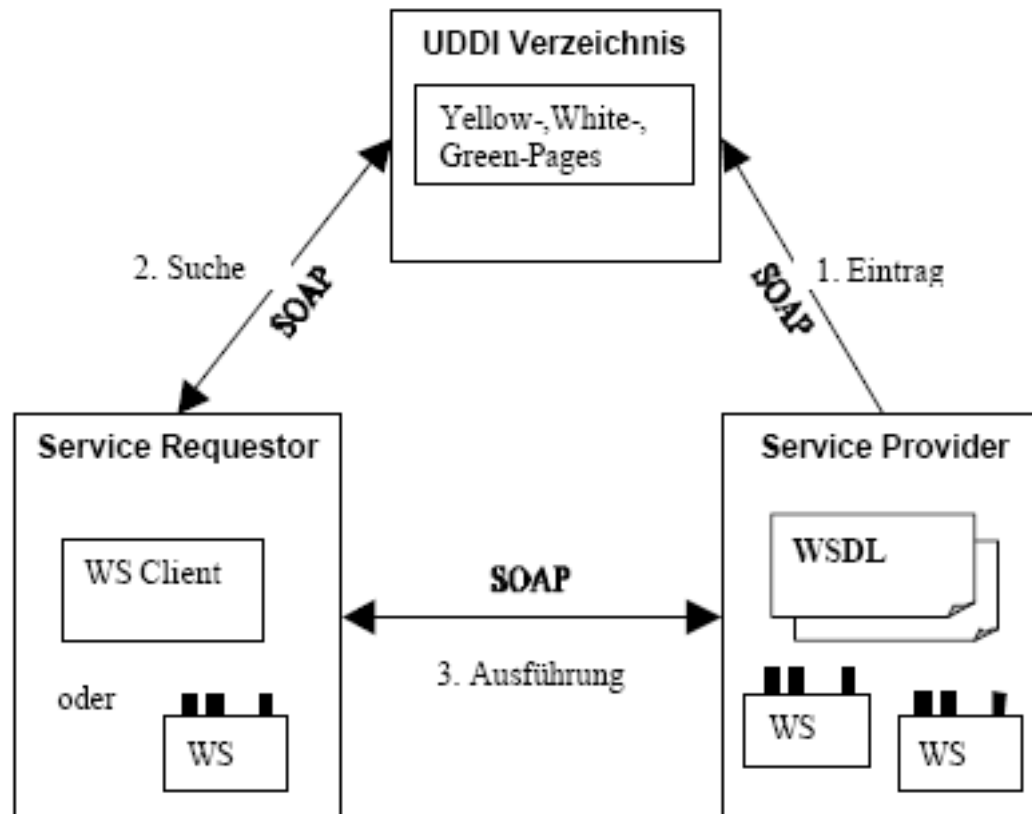 UDDI Verzeichnis
Yellow-,White-,
Green-Pages
2. Suche
SOAP
SOAP
1. Eintrag
Service Requestor
WS Client
oder
WS
SOAP
3. Ausführung
Service Provider
WSDL
WS
WS